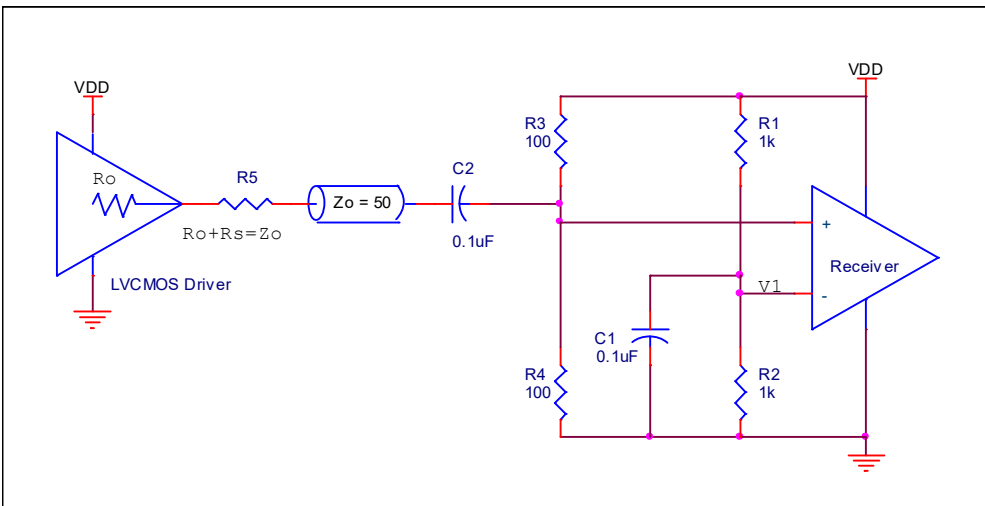 VDD
Ro
R5
Ro+Rs=Zo
LVCMOS Driver
Zo = 50
C2
0.1uF
R3
100
R4
100
VDD
R1
1k
C1
0.1uF
R2
1k
V1
+
Receiver
-